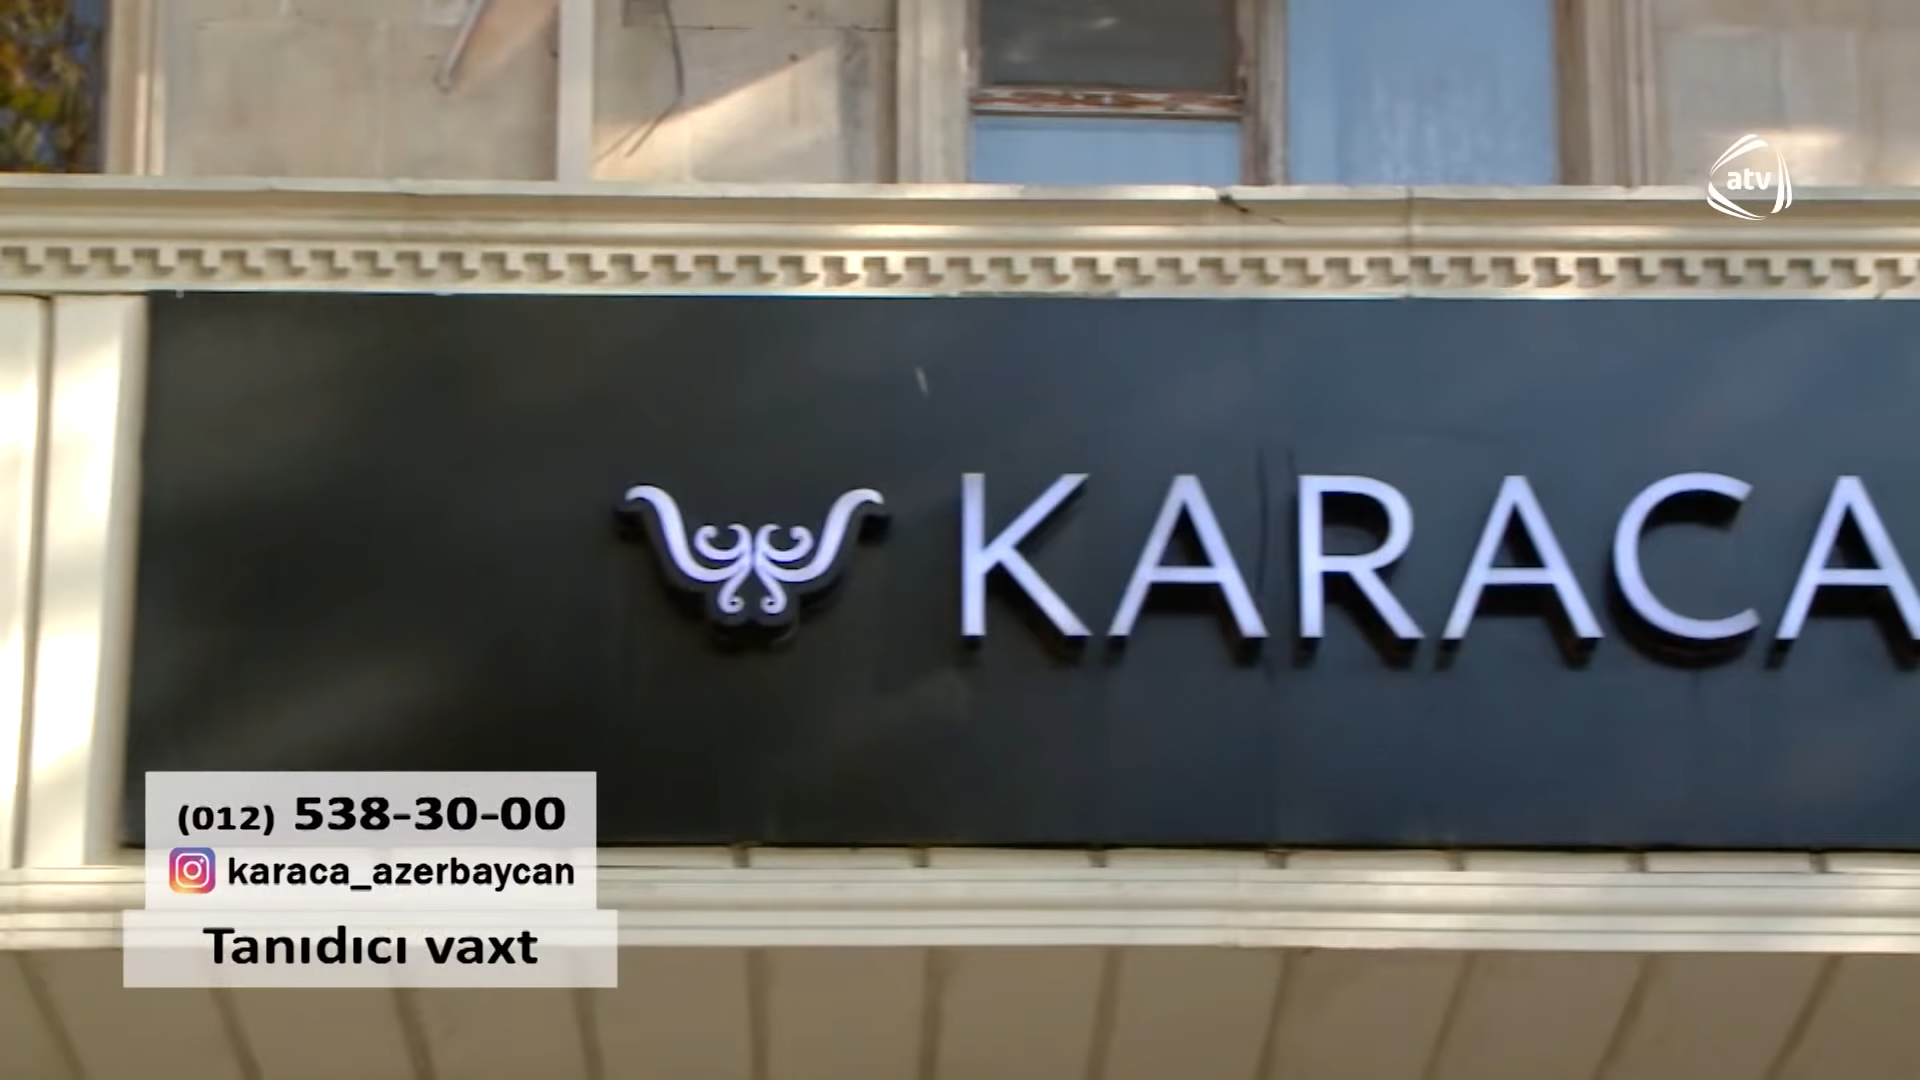 atv
KARACA
(012) 538-30-00
karaca_azerbaycan
Tanıdıcı vaxt